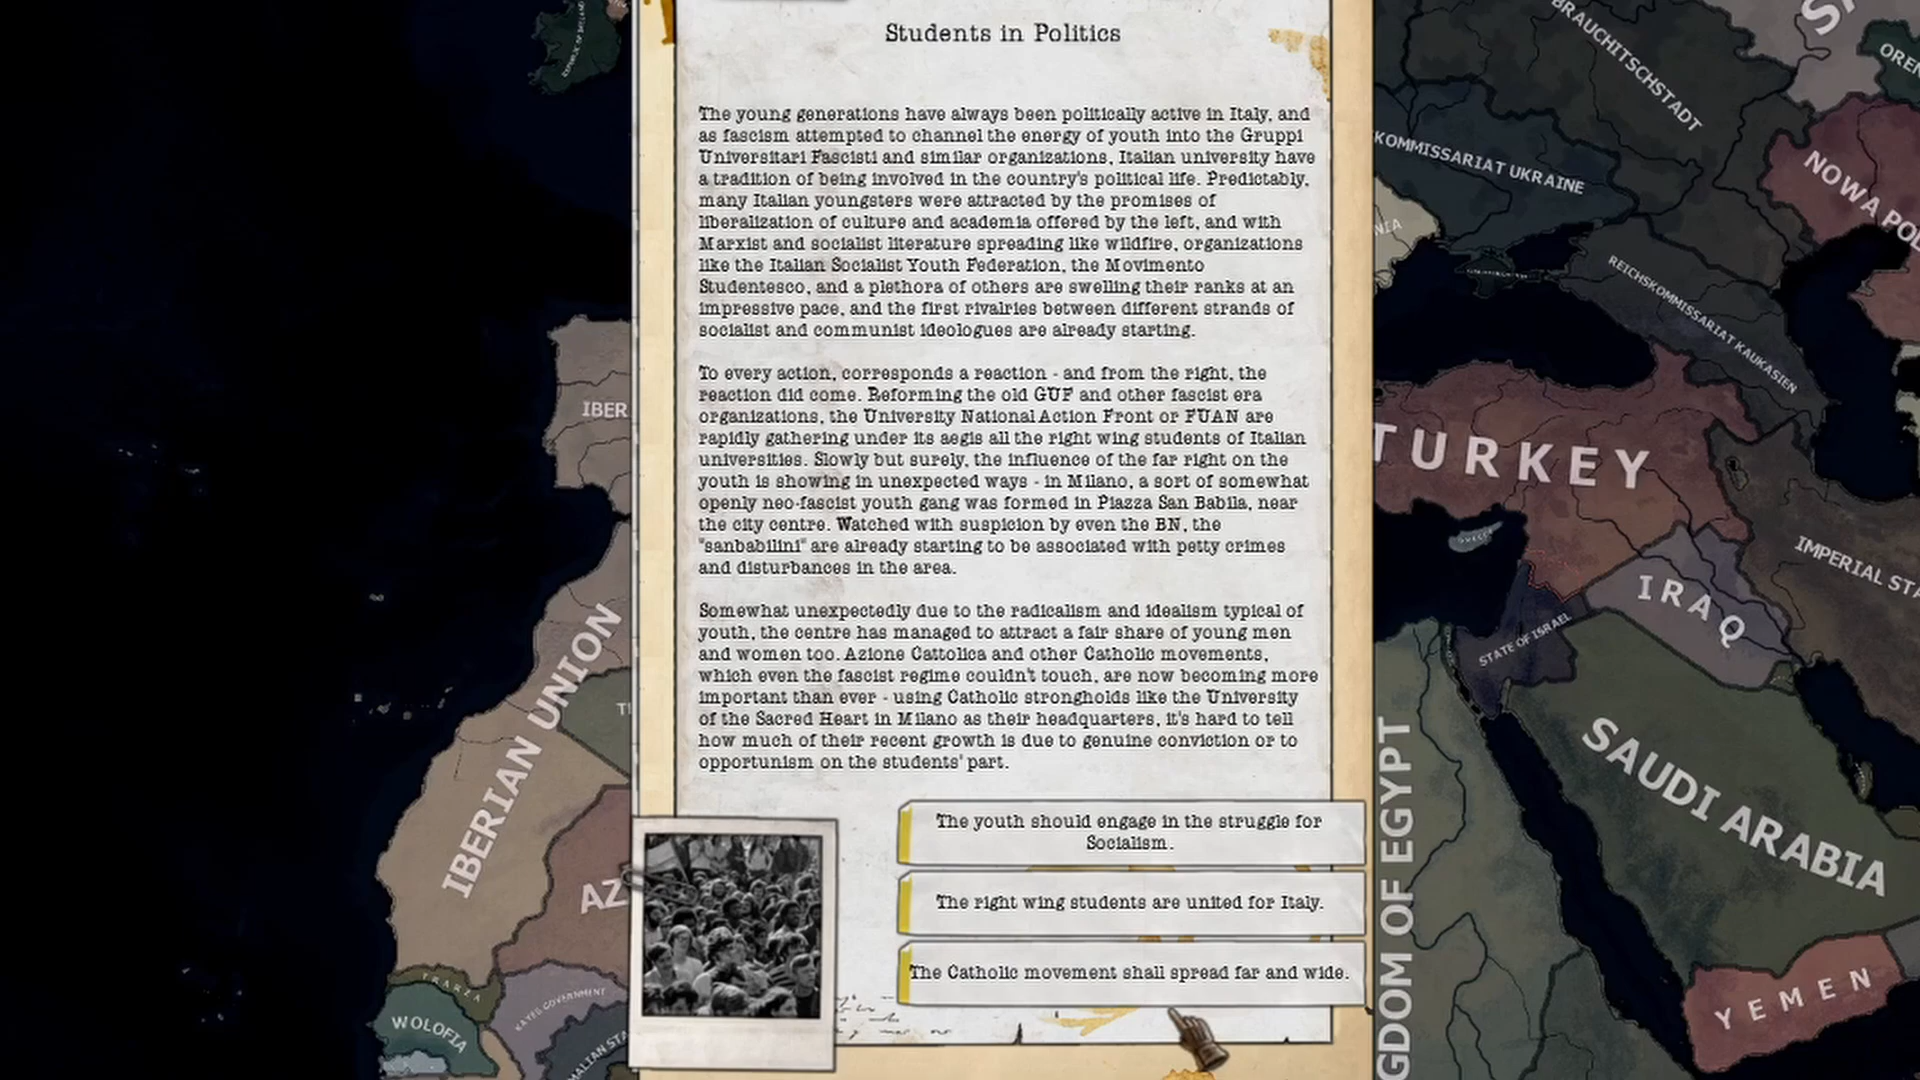 Students in Politics
The young generations have always been politically active in Italy, and
as fascism attempted to channel the energy of youth into the Gruppi
Universitari Fascisti and similar organizations, Italian university have
a tradition of being involved in the country's political life. Predictably,
many Italian youngsters were attracted by the promises of
liberalization of culture and academia offered by the left, and with
Marxist and socialist literature spreading like wildfire, organizations
like the Italian Socialist Youth Federation, the Movimento
Studentesco, and a plethora of others are swelling their ranks at an
impressive pace, and the first rivalries between different strands of
socialist and communist ideologues are already starting.
To every action, corresponds a reaction - and from the right, the
reaction did come. Reforming the old GUF and other fascist era
organizations, the University National Action Front or FUAN are
rapidly gathering under its aegis all the right wing students of Italian
universities. Slowly but surely, the influence of the far right on the
youth is showing in unexpected ways - in Milano, a sort of somewhat
openly neo-fascist youth gang was formed in Piazza San Babila, near
the city centre. Watched with suspicion by even the BN, the
"sanbabilini" are already starting to be associated with petty crimes
and disturbances in the area.
Somewhat unexpectedly due to the radicalism and idealism typical of
youth, the centre has managed to attract a fair share of young men
and women too. Azione Cattolica and other Catholic movements,
which even the fascist regime couldn't touch, are now becoming more
important than ever - using Catholic strongholds like the University
of the Sacred Heart in Milano as their headquarters, it's hard to tell
how much of their recent growth is due to genuine conviction or to
opportunism on the students' part.
The youth should engage in the struggle for
Socialism.
The right wing students are united for Italy.
The Catholic movement shall spread far and wide.
IBER
IBERIAN UNION
AZ
TRARZA
WOLOFIA
KAYES GOVERNMENT
MALIAN STA
BRAUCHITSCHSTADT
OREN
KOMMISSARIAT UKRAINE
NOWA POL
NIA
REICHSKOMMISSARIAT KAUKASIEN
TURKEY
IMPERIAL STA
IRAQ
STATE OF ISRAEL
SAUDI ARABIA
GDOM OF EGYPT
YEMEN